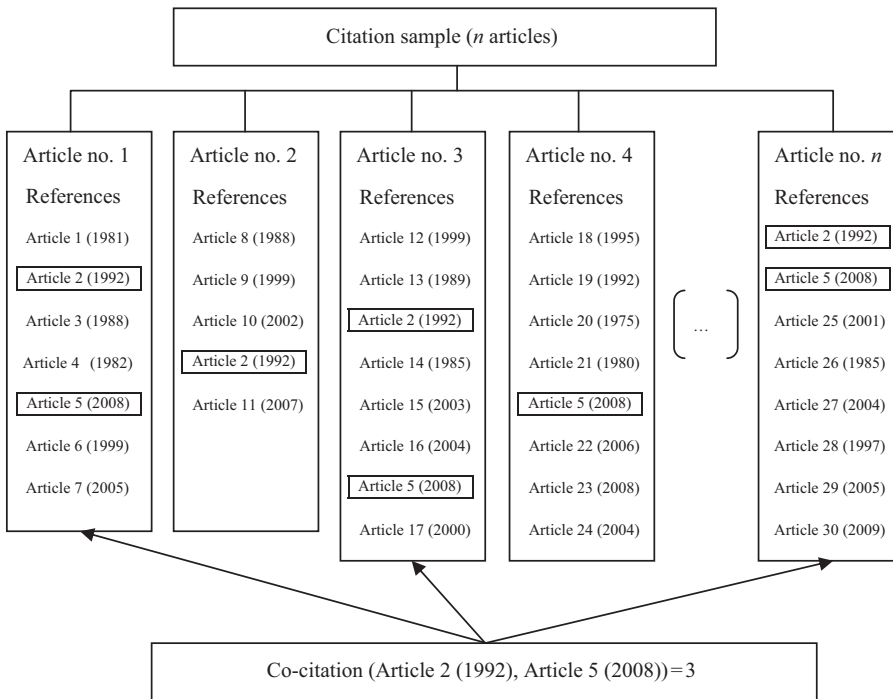 Citation sample (n articles)
Article no. 1
References
Article 1 (1981)
Article 2 (1992)
Article 3 (1988)
Article 4 (1982)
Article 5 (2008)
Article 6 (1999)
Article 7 (2005)
Article no. 2
References
Article 8 (1988)
Article 9 (1999)
Article 10 (2002)
Article 2 (1992)
Article 11 (2007)
Article no. 3
References
Article 12 (1999)
Article 13 (1989)
Article 2 (1992)
Article 14 (1985)
Article 15 (2003)
Article 16 (2004)
Article 5 (2008)
Article 17 (2000)
Article no. 4
References
Article 18 (1995)
Article 19 (1992)
Article 20 (1975)
Article 21 (1980)
Article 5 (2008)
Article 22 (2006)
Article 23 (2008)
Article 24 (2004)
...
Article no. n
References
Article 2 (1992)
Article 5 (2008)
Article 25 (2001)
Article 26 (1985)
Article 27 (2004)
Article 28 (1997)
Article 29 (2005)
Article 30 (2009)
Co-citation (Article 2 (1992), Article 5 (2008))=3